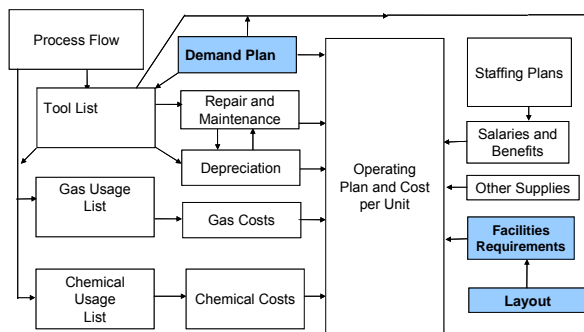 Process Flow
Demand Plan
Staffing Plans
Tool List
Repair and
Maintenance
Depreciation
Operating
Plan and Cost
per Unit
Salaries and
Benefits
Other Supplies
Gas Usage
List
Gas Costs
Facilities
Requirements
Chemical
Usage
List
Chemical Costs
Layout